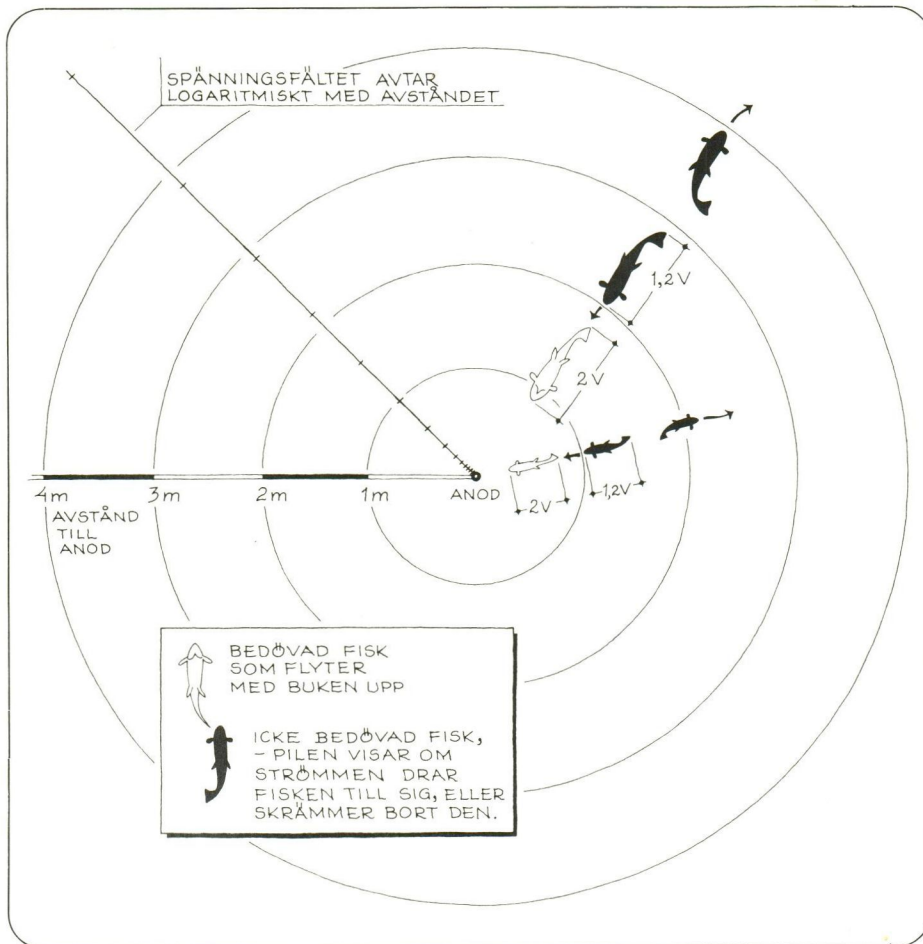 SPÄNNINGSFÄLTET AVTAR
LOGARITMISKT MED AVSTÅNDET
1,2V
2V
2V
1,2V
4m
3m
2m
1m
ANOD
AVSTÅND
TILL
ANOD
BEDÖVAD FISK
SOM FLYTER
MED BUKEN UPP
ICKE BEDÖVAD FISK,
- PILEN VISAR OM
STRÖMMEN DRAR
FISKEN TILL SIG, ELLER
SKRÄMMER BORT DEN.